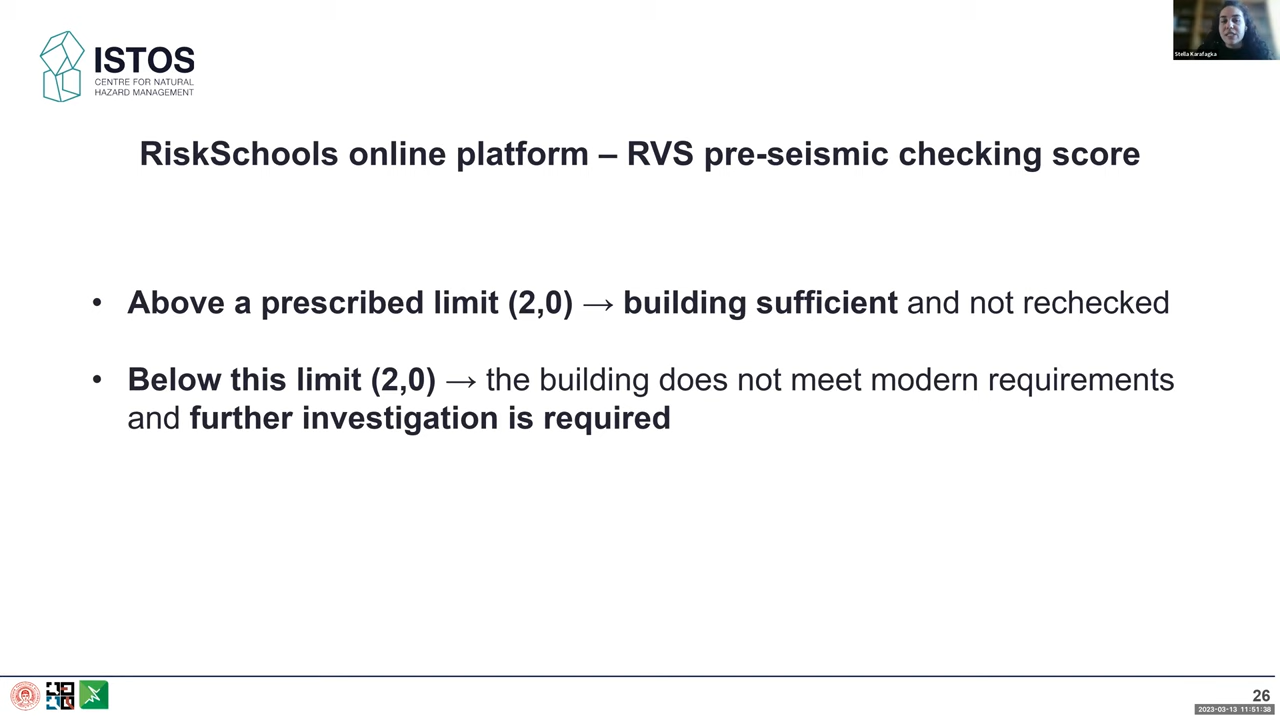 Stella Karafagka
ISTOS
CENTRE FOR NATURAL
HAZARD MANAGEMENT
RiskSchools online platform – RVS pre-seismic checking score
• Above a prescribed limit (2,0) → building sufficient and not rechecked
• Below this limit (2,0) → the building does not meet modern requirements
and further investigation is required
26
2023-03-13 11:51:38